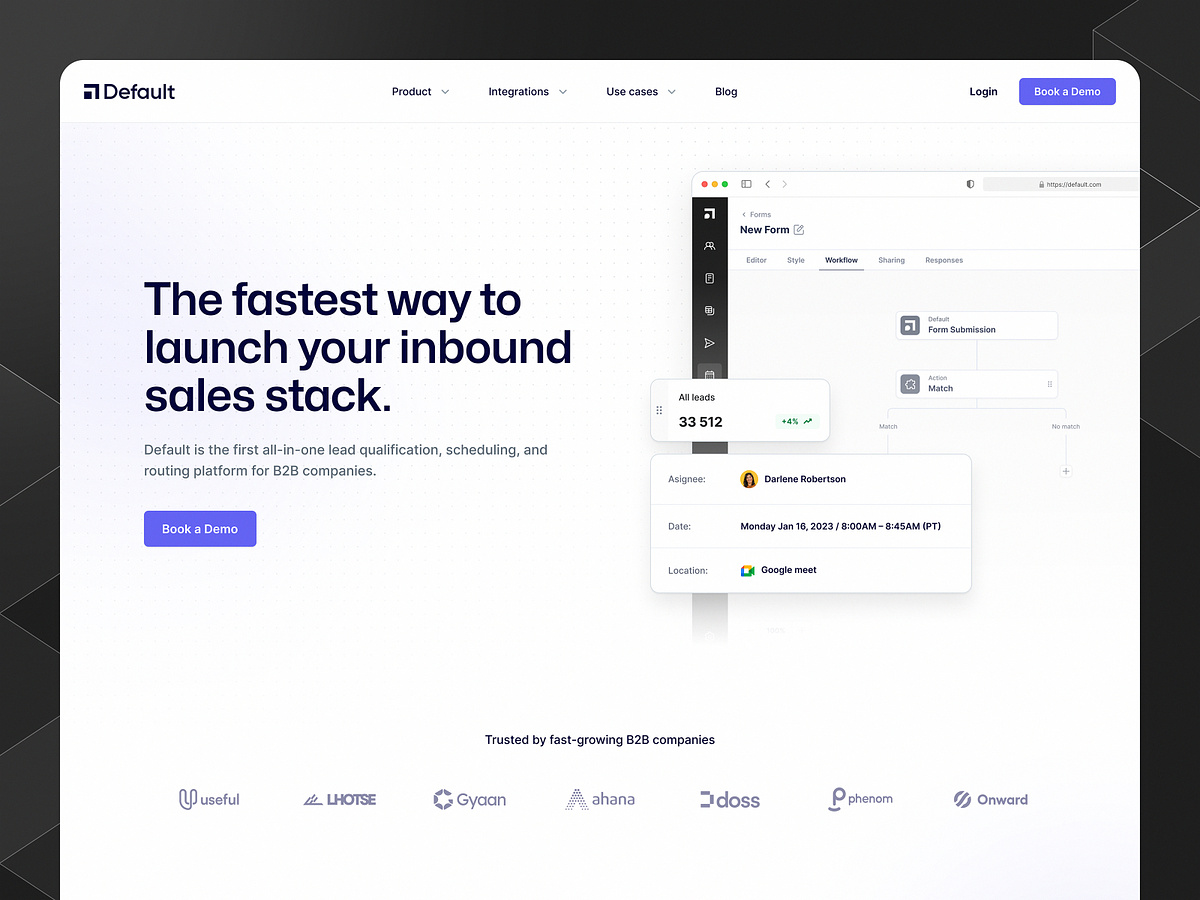 Default
Product
Integrations
Use cases
Blog
Login
Book a Demo
https://default.com
Forms
New Form
Editor
Style
Workflow
Sharing
Responses
The fastest way to
launch your inbound
sales stack.
Default is the first all-in-one lead qualification, scheduling, and
routing platform for B2B companies.
Book a Demo
Default
Form Submission
Action
Match
Match
No match
All leads
33 512
+4%
Asignee:
Darlene Robertson
Date:
Monday Jan 16, 2023 / 8:00AM – 8:45AM (PT)
Location:
Google meet
Trusted by fast-growing B2B companies
useful
LHOTSE
Gyaan
ahana
doss
phenom
Onward